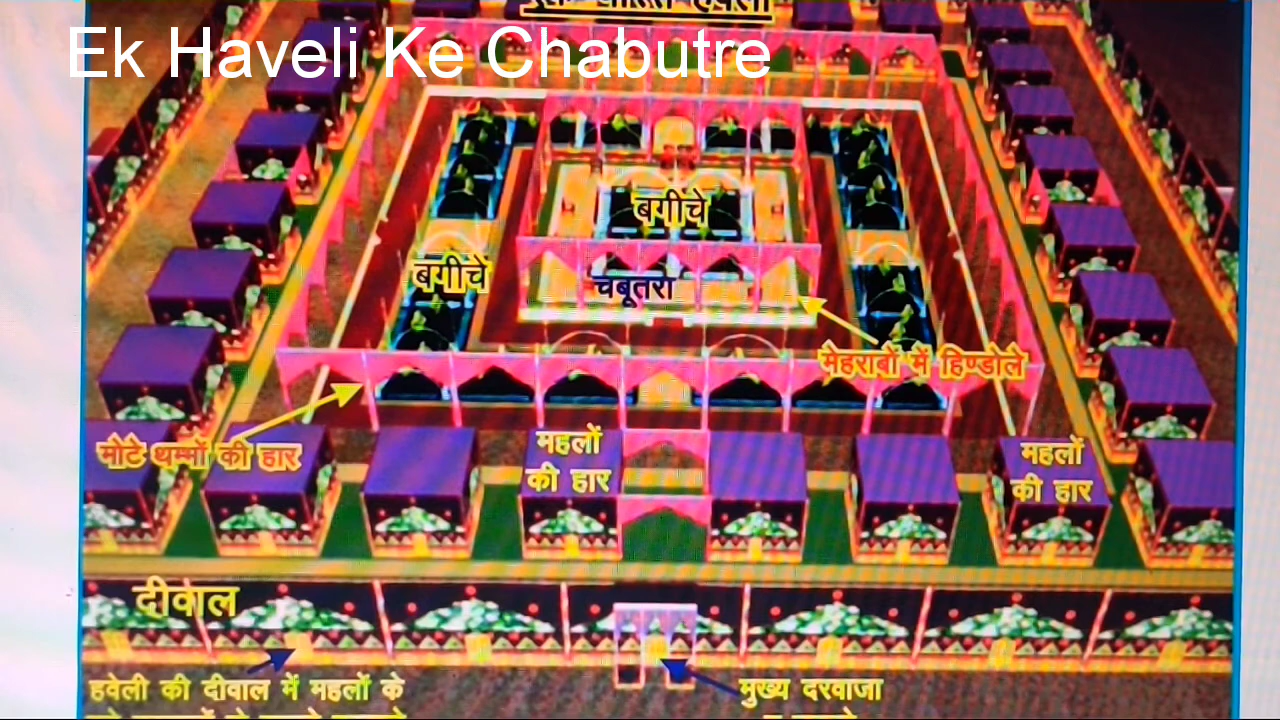 Ek Haveli Ke Chabutre
बगीचे
बगीचे
चबूतरा
मेहराबों में हिण्डोले
मोटे थम्भों की हार
महलों
की हार
महलों
की हार
दीवाल
हवेली की दीवाल में महलों के
मुख्य दरवाजा